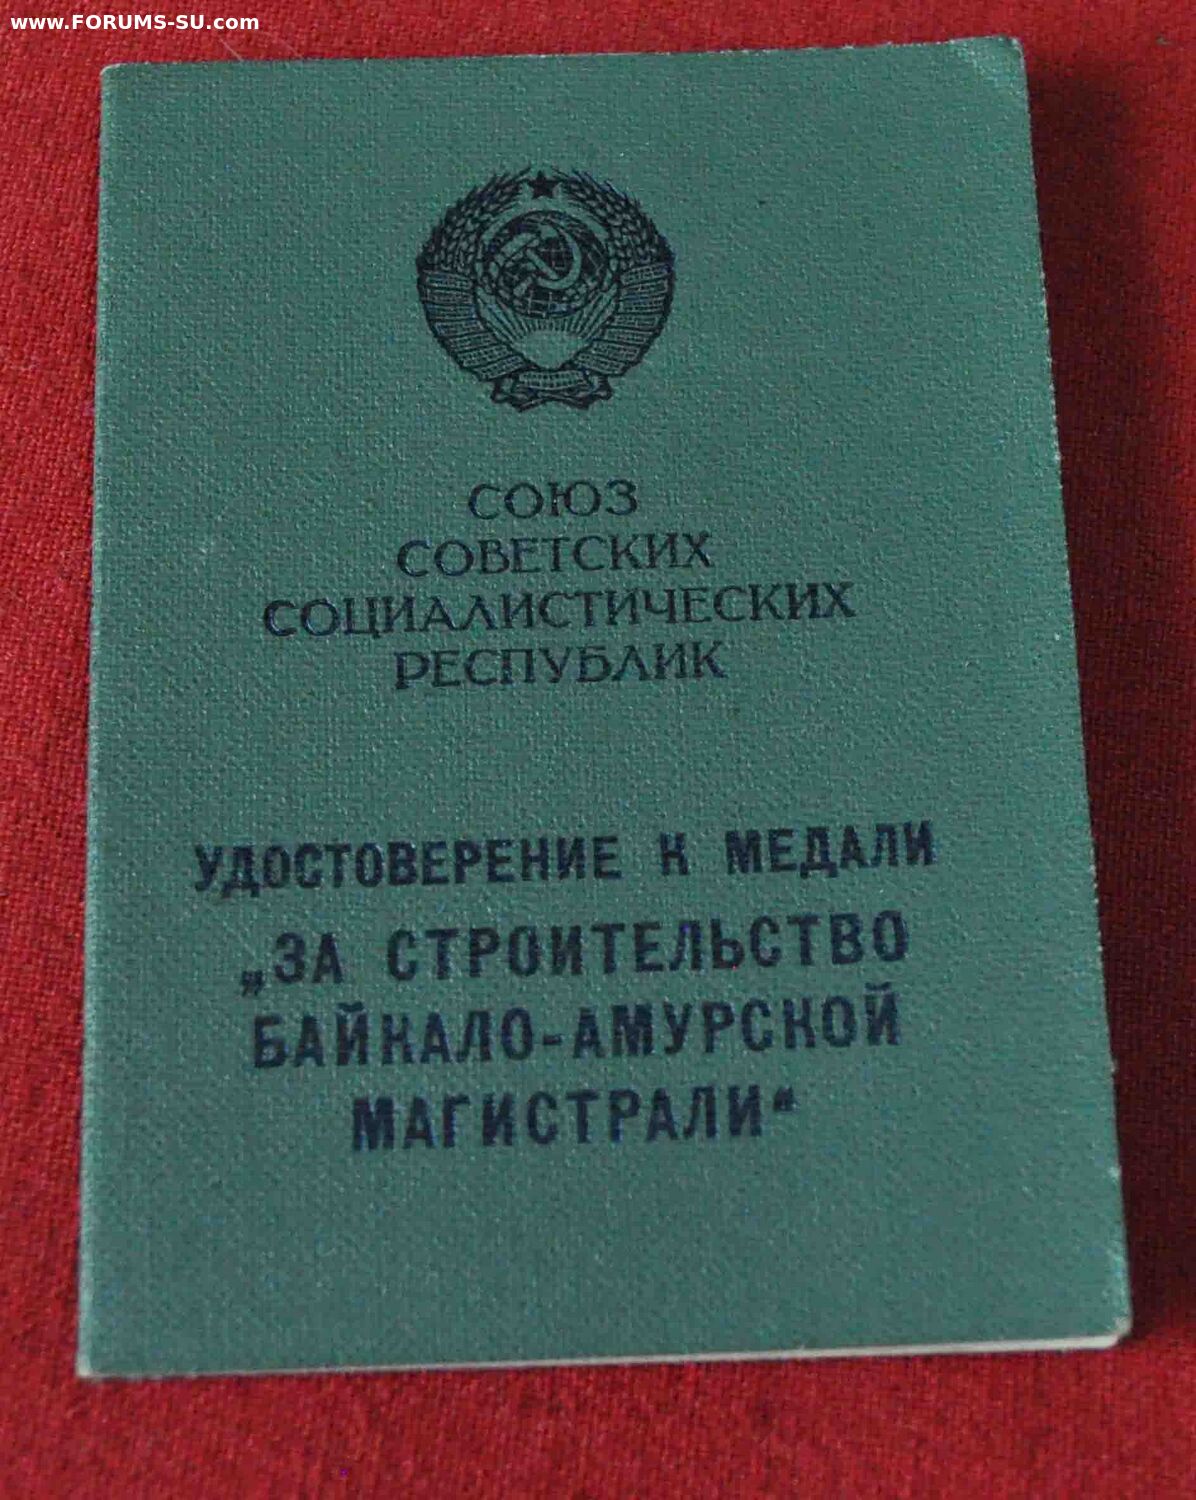 www.FORUMS-SU.com
СОЮЗ
СОВЕТСКИХ
СОЦИАЛИСТИЧЕСКИХ
РЕСПУБЛИК
УДОСТОВЕРЕНИЕ К МЕДАЛИ
„ЗА СТРОИТЕЛЬСТВО
БАЙКАЛО-АМУРСКОЙ
МАГИСТРАЛИ“